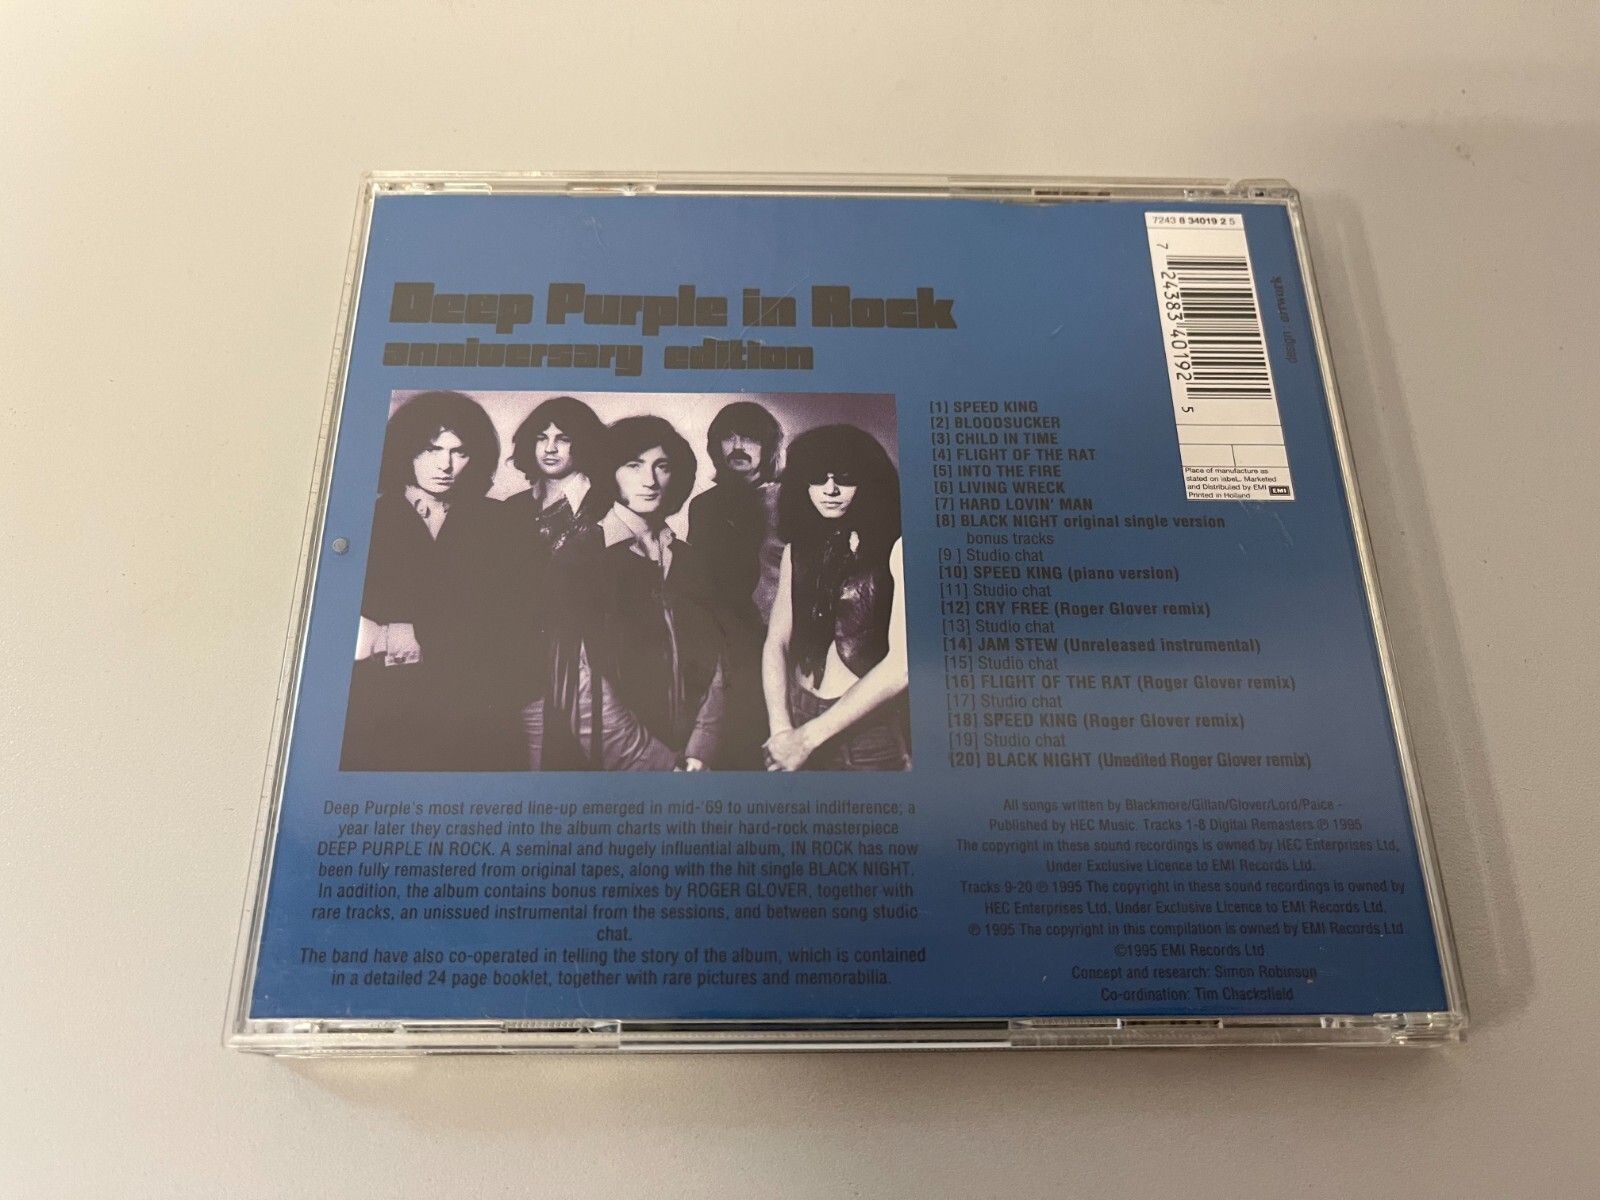 Deep Purple in Rock
anniversary edition
[1] SPEED KING
[2] BLOODSUCKER
[3] CHILD IN TIME
[4] FLIGHT OF THE RAT
[5] INTO THE FIRE
[6] LIVING WRECK
[7] HARD LOVIN' MAN
[8] BLACK NIGHT original single version
bonus tracks
[9 ] Studio chat
[10] SPEED KING (piano version)
[11] Studio chat
[12] CRY FREE (Roger Glover remix)
[13] Studio chat
[14] JAM STEW (Unreleased instrumental)
[15] Studio chat
[16] FLIGHT OF THE RAT (Roger Glover remix)
[17] Studio chat
[18] SPEED KING (Roger Glover remix)
[19] Studio chat
[20] BLACK NIGHT (Unedited Roger Glover remix)
Deep Purple's most revered line-up emerged in mid-'69 to universal indifference; a
year later they crashed into the album charts with their hard-rock masterpiece
DEEP PURPLE IN ROCK. A seminal and hugely influential album, IN ROCK has now
been fully remastered from original tapes, along with the hit single BLACK NIGHT.
In addition, the album contains bonus remixes by ROGER GLOVER, together with
rare tracks, an unissued instrumental from the sessions, and between song studio
chat.
The band have also co-operated in telling the story of the album, which is contained
in a detailed 24 page booklet, together with rare pictures and memorabilia.
All songs written by Blackmore/Gillan/Glover/Lord/Paice -
Published by HEC Music. Tracks 1-8 Digital Remasters ℗ 1995
The copyright in these sound recordings is owned by HEC Enterprises Ltd,
Under Exclusive Licence to EMI Records Ltd.
Tracks 9-20 ℗ 1995 The copyright in these sound recordings is owned by
HEC Enterprises Ltd, Under Exclusive Licence to EMI Records Ltd,
℗ 1995 The copyright in this compilation is owned by EMI Records Ltd
©1995 EMI Records Ltd
Concept and research: Simon Robinson
Co-ordination: Tim Chacksfield
7243 8 34019 2 5
7 24383 40192 5
Place of manufacture as
stated on label. Marketed
and Distributed by EMI
Printed in Holland
EMI
design : artwork